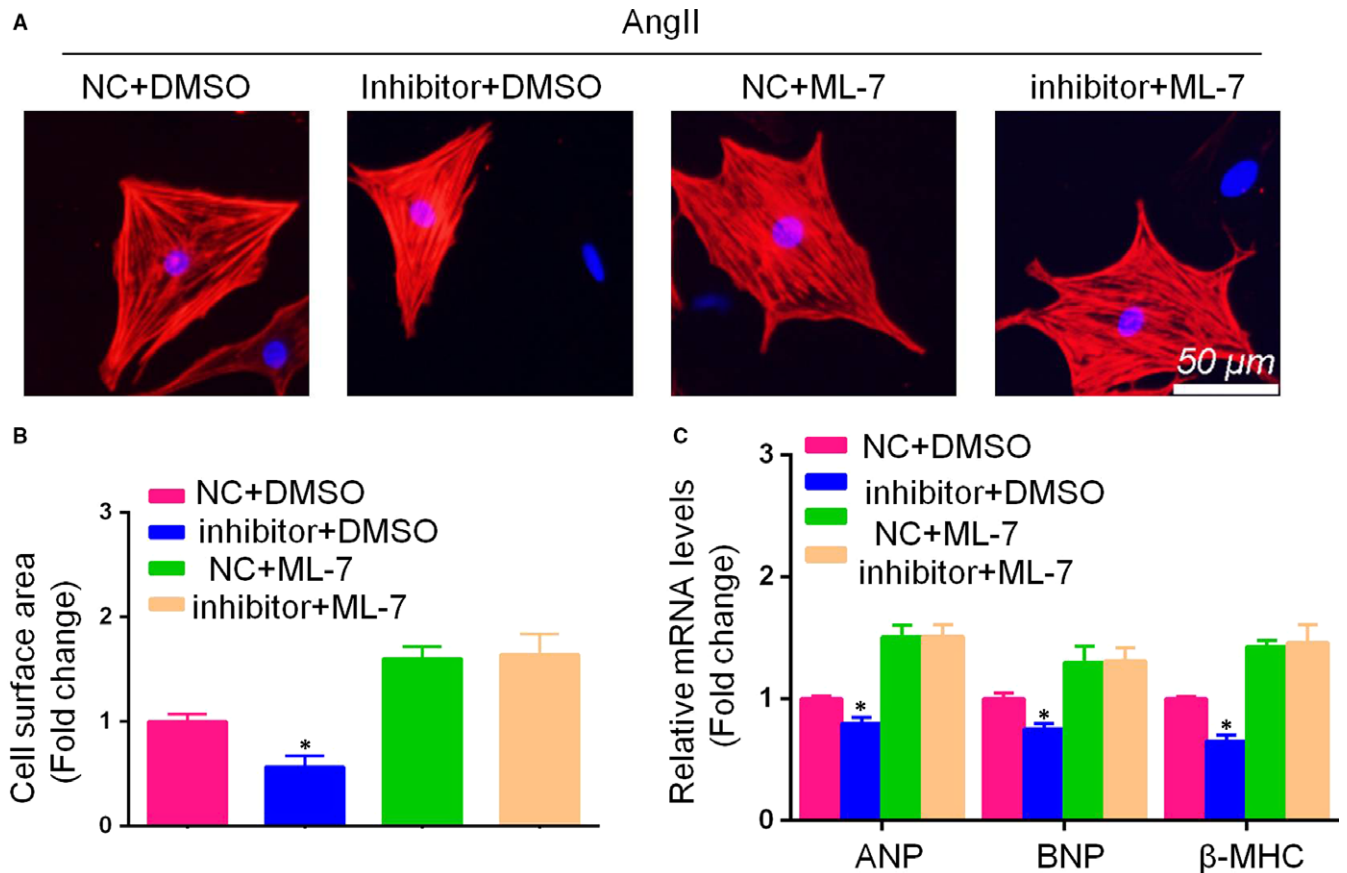 A
AngII
NC+DMSO
Inhibitor+DMSO
NC+ML-7
inhibitor+ML-7
50 µm
B
NC+DMSO
inhibitor+DMSO
NC+ML-7
inhibitor+ML-7
Cell surface area
(Fold change)
3
2
1
0
*
C
NC+DMSO
inhibitor+DMSO
NC+ML-7
inhibitor+ML-7
Relative mRNA levels
(Fold change)
3
2
1
0
*
*
*
ANP
BNP
β-MHC